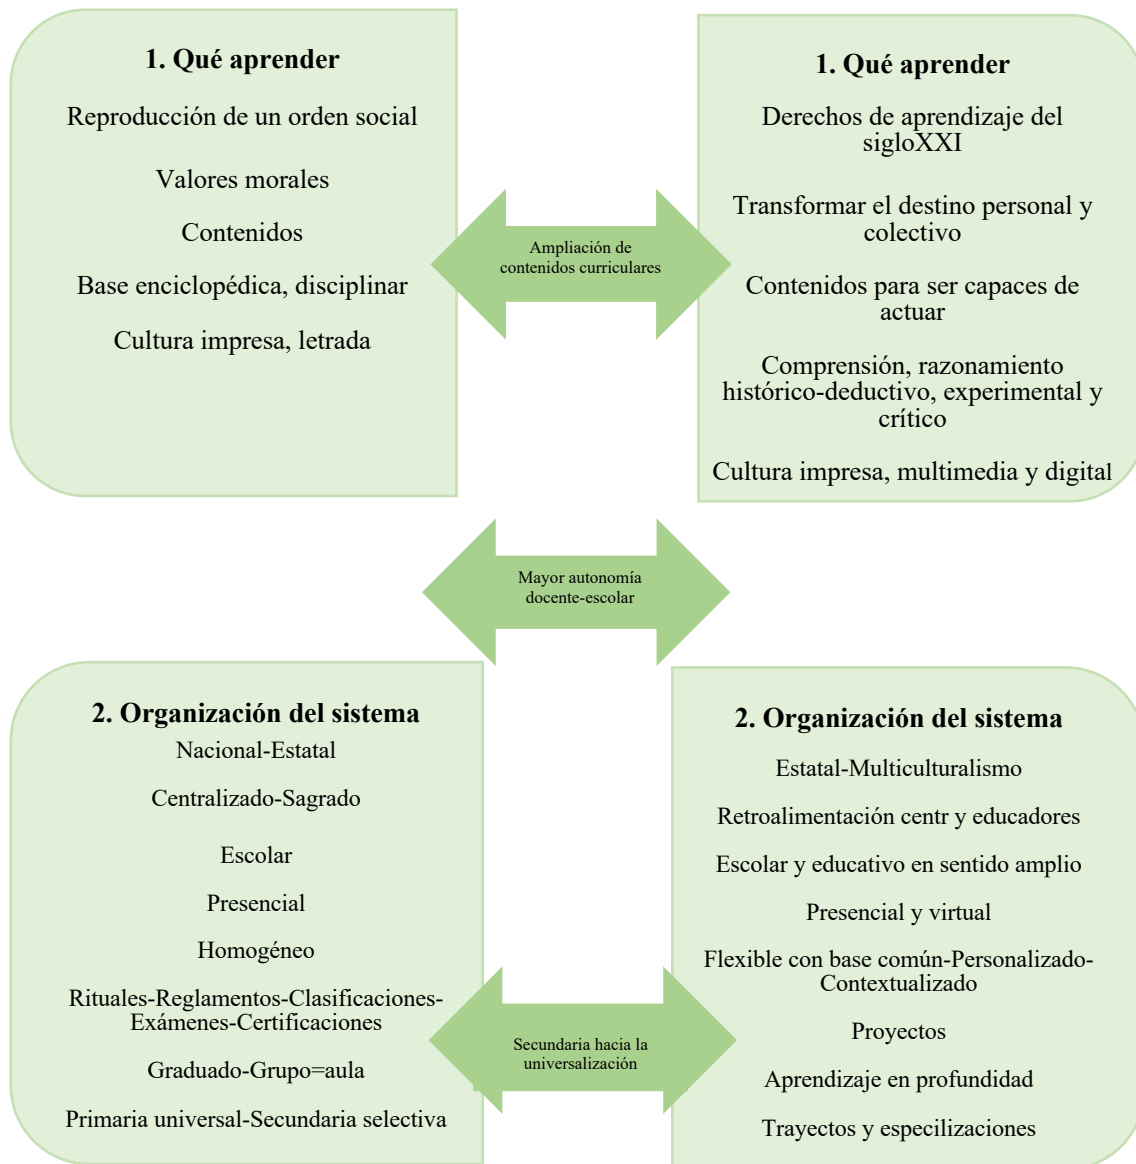 1. Qué aprender
Reproducción de un orden social
Valores morales
Contenidos
Base enciclopédica, disciplinar
Cultura impresa, letrada
Ampliación de
contenidos curriculares
1. Qué aprender
Derechos de aprendizaje del
sigloXXI
Transformar el destino personal y
colectivo
Contenidos para ser capaces de
actuar
Comprensión, razonamiento
histórico-deductivo, experimental y
crítico
Cultura impresa, multimedia y digital
Mayor autonomía
docente-escolar
2. Organización del sistema
Nacional-Estatal
Centralizado-Sagrado
Escolar
Presencial
Homogéneo
Rituales-Reglamentos-Clasificaciones-
Exámenes-Certificaciones
Graduado-Grupo=aula
Primaria universal-Secundaria selectiva
Secundaria hacia la
universalización
2. Organización del sistema
Estatal-Multiculturalismo
Retroalimentación centr y educadores
Escolar y educativo en sentido amplio
Presencial y virtual
Flexible con base común-Personalizado-
Contextualizado
Proyectos
Aprendizaje en profundidad
Trayectos y especilizaciones